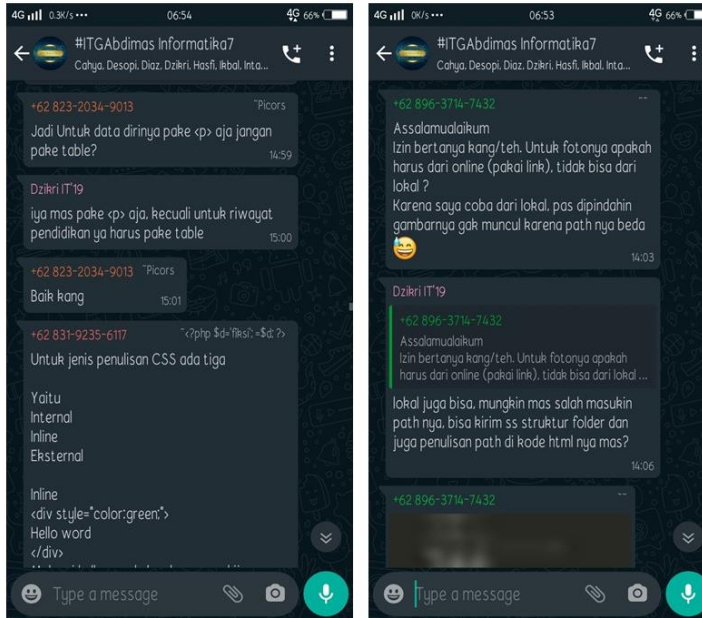 4G 0.3K/s ••• 06:54 4G 66%
#ITGAbdimas Informatika7
Cahya, Desopi, Diaz, Dzikri, Hasfi, Ikbal, Inta...
+62 823-2034-9013 ~Picors
Jadi Untuk data dirinya pake <p> aja jangan
pake table?
14:59
Dzikri IT'19
iya mas pake <p> aja, kecuali untuk riwayat
pendidikan ya harus pake table
15:00
+62 823-2034-9013 ~Picors
Baik kang
15:01
+62 831-9235-6117 ~<?php $d='fiksi'; =$d; ?>
Untuk jenis penulisan CSS ada tiga
Yaitu
Internal
Inline
Eksternal
Inline
<div style="color:green;">
Hello word
</div>
Type a message
4G 0K/s ••• 06:53 4G 66%
#ITGAbdimas Informatika7
Cahya, Desopi, Diaz, Dzikri, Hasfi, Ikbal, Inta...
+62 896-3714-7432 ~~
Assalamualaikum
Izin bertanya kang/teh. Untuk fotonya apakah
harus dari online (pakai link), tidak bisa dari
lokal ?
Karena saya coba dari lokal, pas dipindahin
gambarnya gak muncul karena path nya beda
😅
14:03
Dzikri IT'19
+62 896-3714-7432
Assalamualaikum
Izin bertanya kang/teh. Untuk fotonya apakah
harus dari online (pakai link), tidak bisa dari lokal ...
lokal juga bisa, mungkin mas salah masukin
path nya, bisa kirim ss struktur folder dan
juga penulisan path di kode html nya mas?
14:06
+62 896-3714-7432 ~~
Type a message